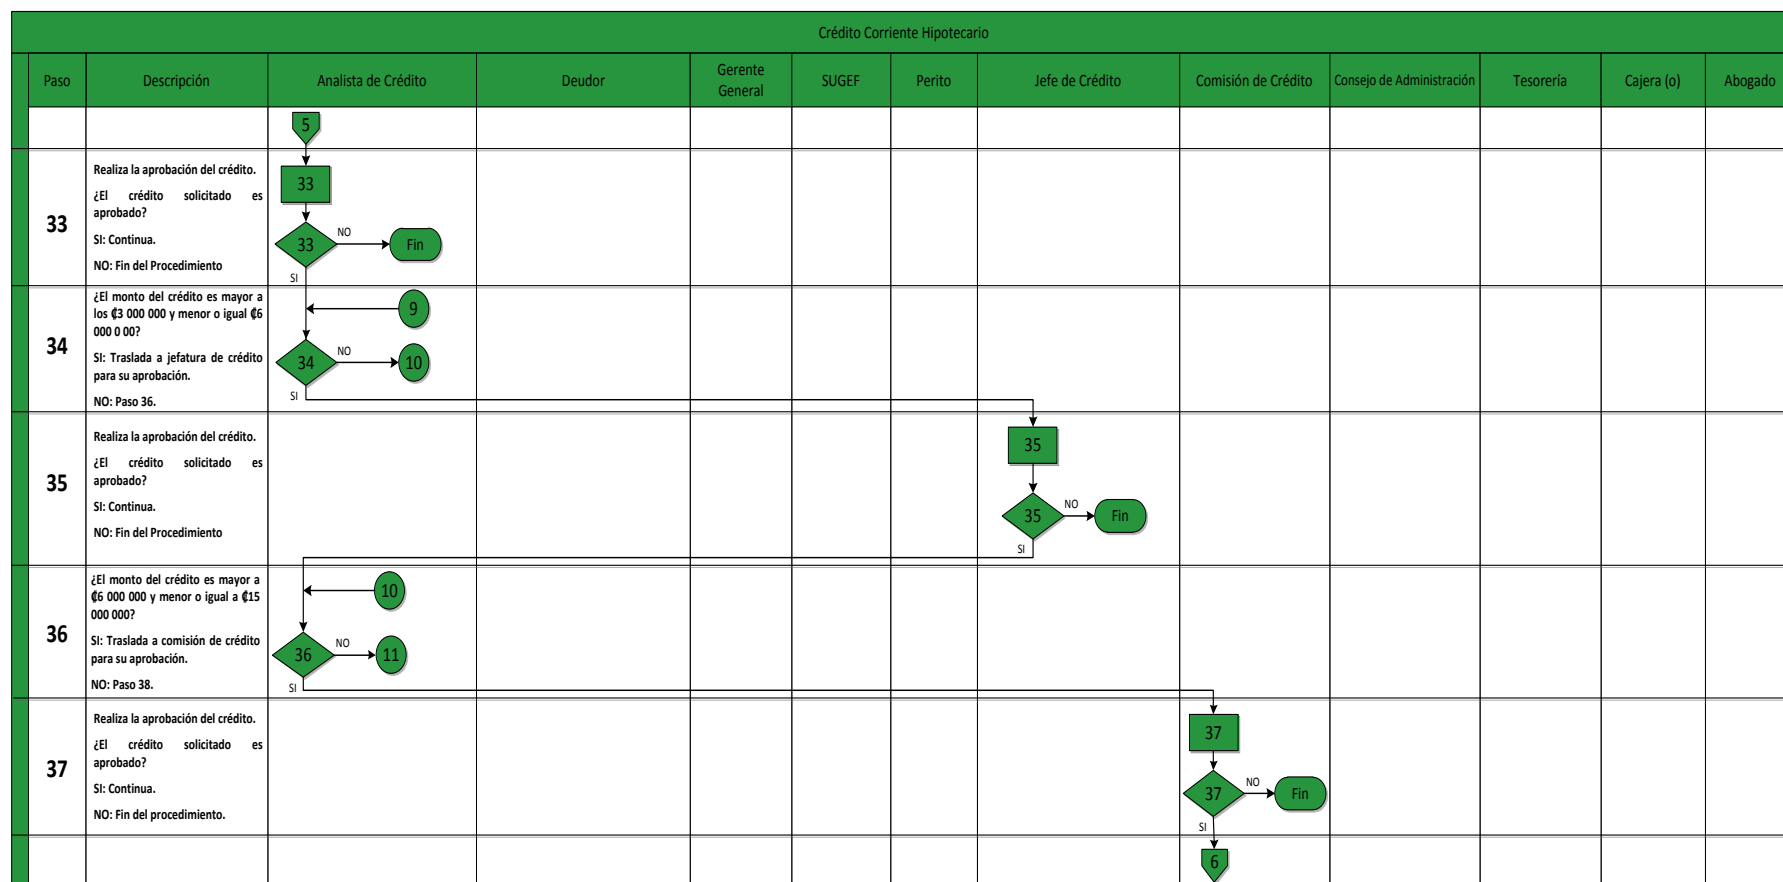 Crédito Corriente Hipotecario
Paso
Descripción
Analista de Crédito
Deudor
Gerente
General
SUGEF
Perito
Jefe de Crédito
Comisión de Crédito
Consejo de Administración
Tesorería
Cajera (o)
Abogado
5
33
Realiza la aprobación del crédito.
¿El crédito solicitado es
aprobado?
SI: Continua.
NO: Fin del Procedimiento
33
33
NO
Fin
SI
34
¿El monto del crédito es mayor a
los ₡3 000 000 y menor o igual ₡6
000 0 00?
SI: Traslada a jefatura de crédito
para su aprobación.
NO: Paso 36.
9
34
NO
10
SI
35
Realiza la aprobación del crédito.
¿El crédito solicitado es
aprobado?
SI: Continua.
NO: Fin del Procedimiento
35
35
NO
Fin
SI
36
¿El monto del crédito es mayor a
₡6 000 000 y menor o igual a ₡15
000 000?
SI: Traslada a comisión de crédito
para su aprobación.
NO: Paso 38.
10
36
NO
11
SI
37
Realiza la aprobación del crédito.
¿El crédito solicitado es
aprobado?
SI: Continua.
NO: Fin del procedimiento.
37
37
NO
Fin
SI
6